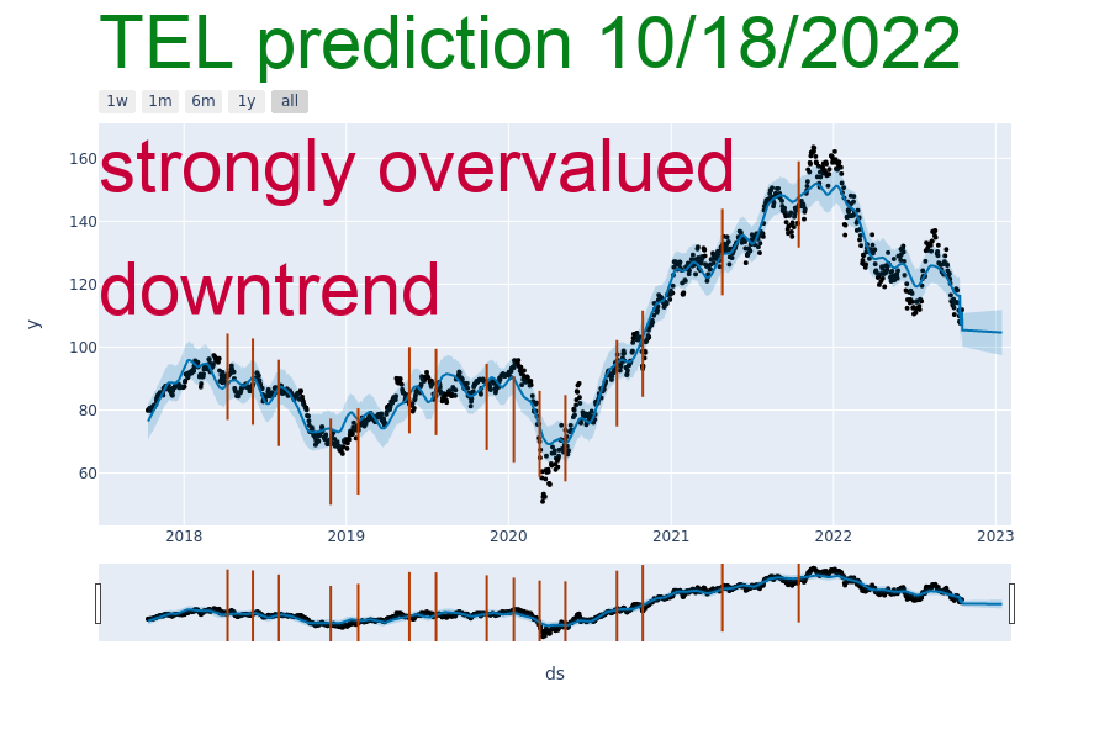 TEL prediction 10/18/2022
1w 1m 6m 1y all
strongly overvalued
downtrend
160
140
120
100
80
60
y
2018 2019 2020 2021 2022 2023
ds